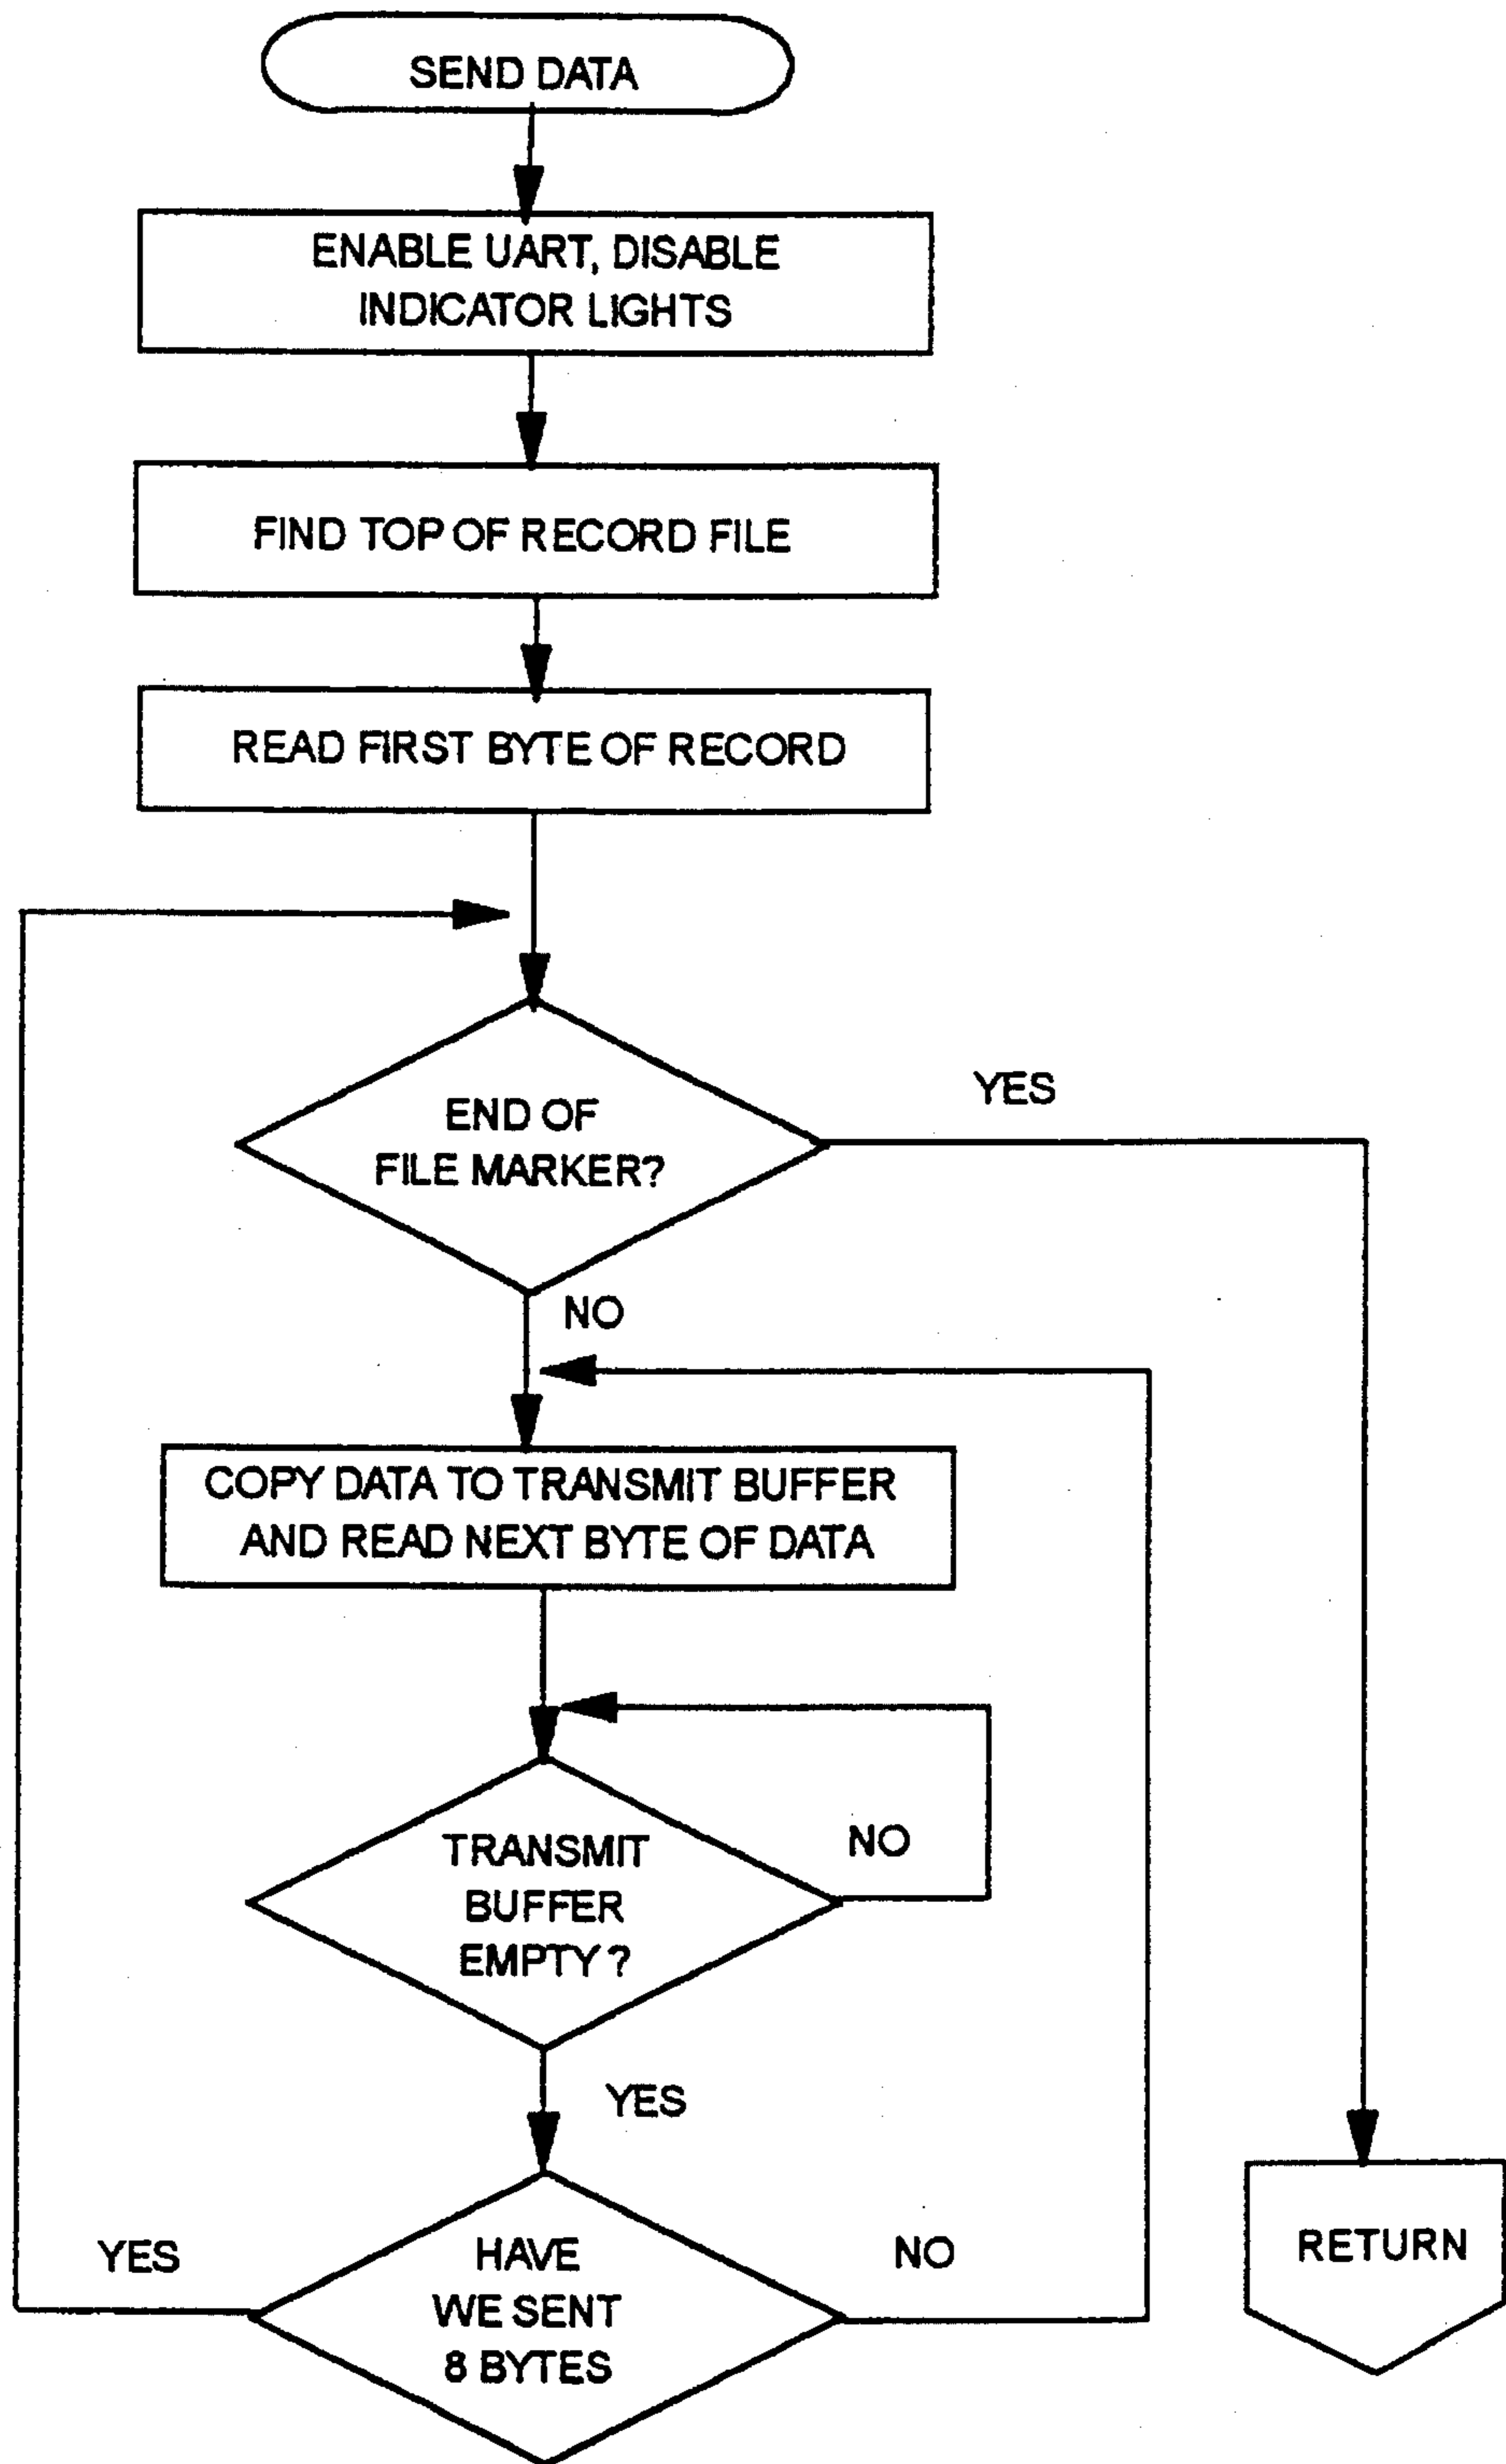 SEND DATA
ENABLE UART, DISABLE
INDICATOR LIGHTS
FIND TOP OF RECORD FILE
READ FIRST BYTE OF RECORD
END OF
FILE MARKER?
YES
NO
COPY DATA TO TRANSMIT BUFFER
AND READ NEXT BYTE OF DATA
TRANSMIT
BUFFER
EMPTY ?
NO
YES
HAVE
WE SENT
8 BYTES
YES
NO
RETURN